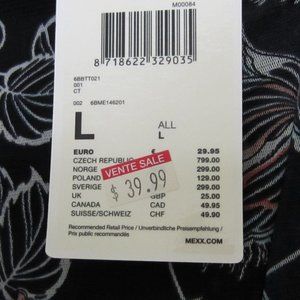 M00084
8 718622 329035
6BBTT021
001
CT
002 6BME146201
L
ALL
L
EURO € 29.95
CZECH REPUBLIC 799.00
NORGE 299.00
POLAND 129.00
SVERIGE 299.00
UK GBP 25.00
CANADA CAD 49.95
SUISSE/SCHWEIZ CHF 49.90
VENTE SALE
$ 39.99
Recommended Retail Price / Unverbindliche Preisempfehlung /
Prix public recommandés
MEXX.COM